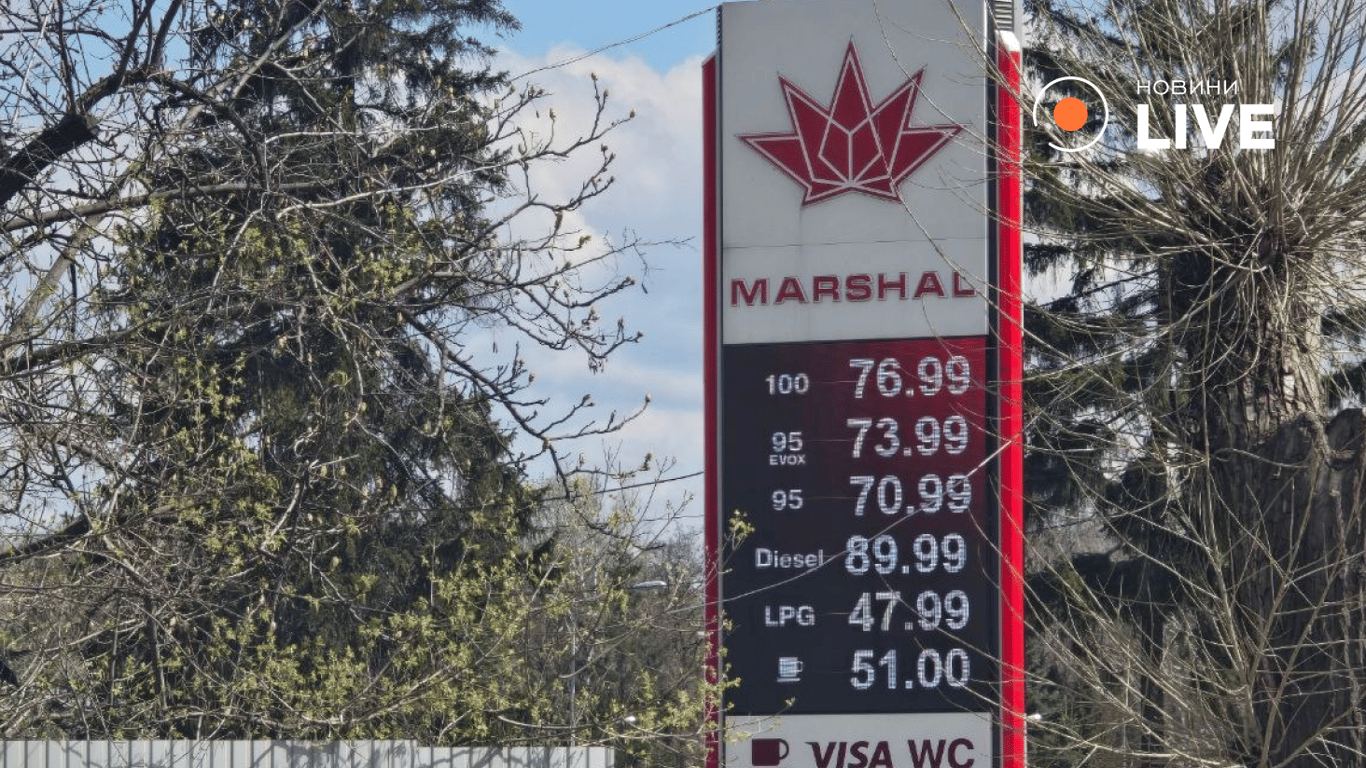 НОВИНИ
LIVE
MARSHAL
100 76.99
95 EVOX 73.99
95 70.99
Diesel 89.99
LPG 47.99
51.00
VISA WC